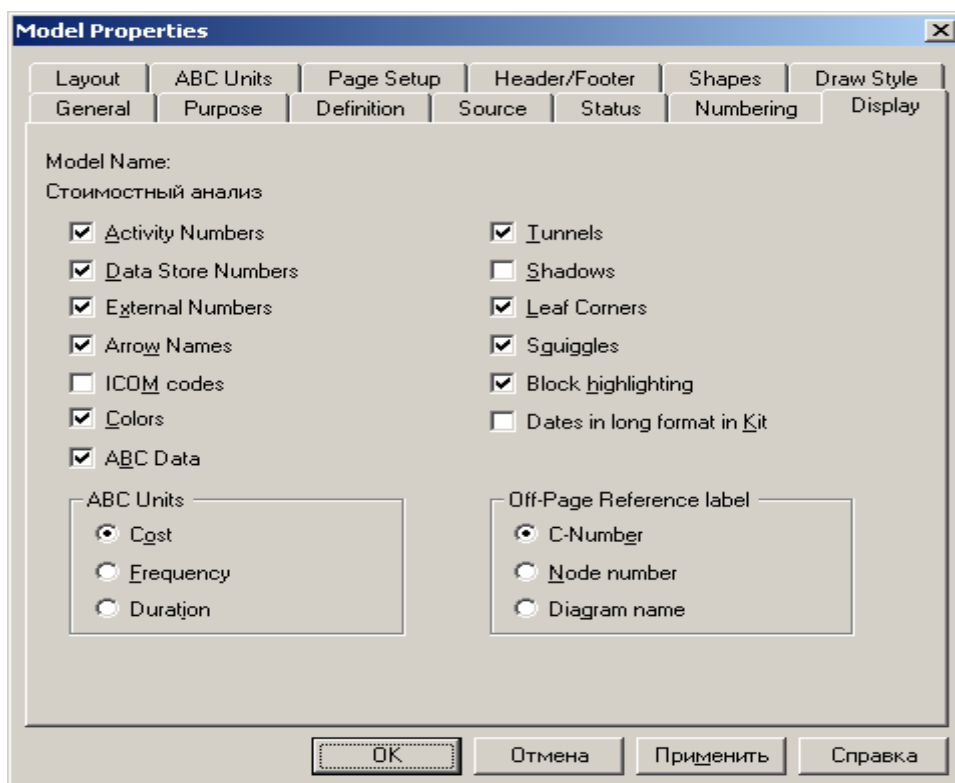 Model Properties
Layout ABC Units Page Setup Header/Footer Shapes Draw Style
General Purpose Definition Source Status Numbering Display
Model Name:
Стоимостный анализ
Activity Numbers
Data Store Numbers
External Numbers
Arrow Names
ICOM codes
Colors
ABC Data
Tunnels
Shadows
Leaf Corners
Squiggles
Block highlighting
Dates in long format in Kit
ABC Units
Cost
Frequency
Duration
Off-Page Reference label
C-Number
Node number
Diagram name
OK Отмена Применить Справка